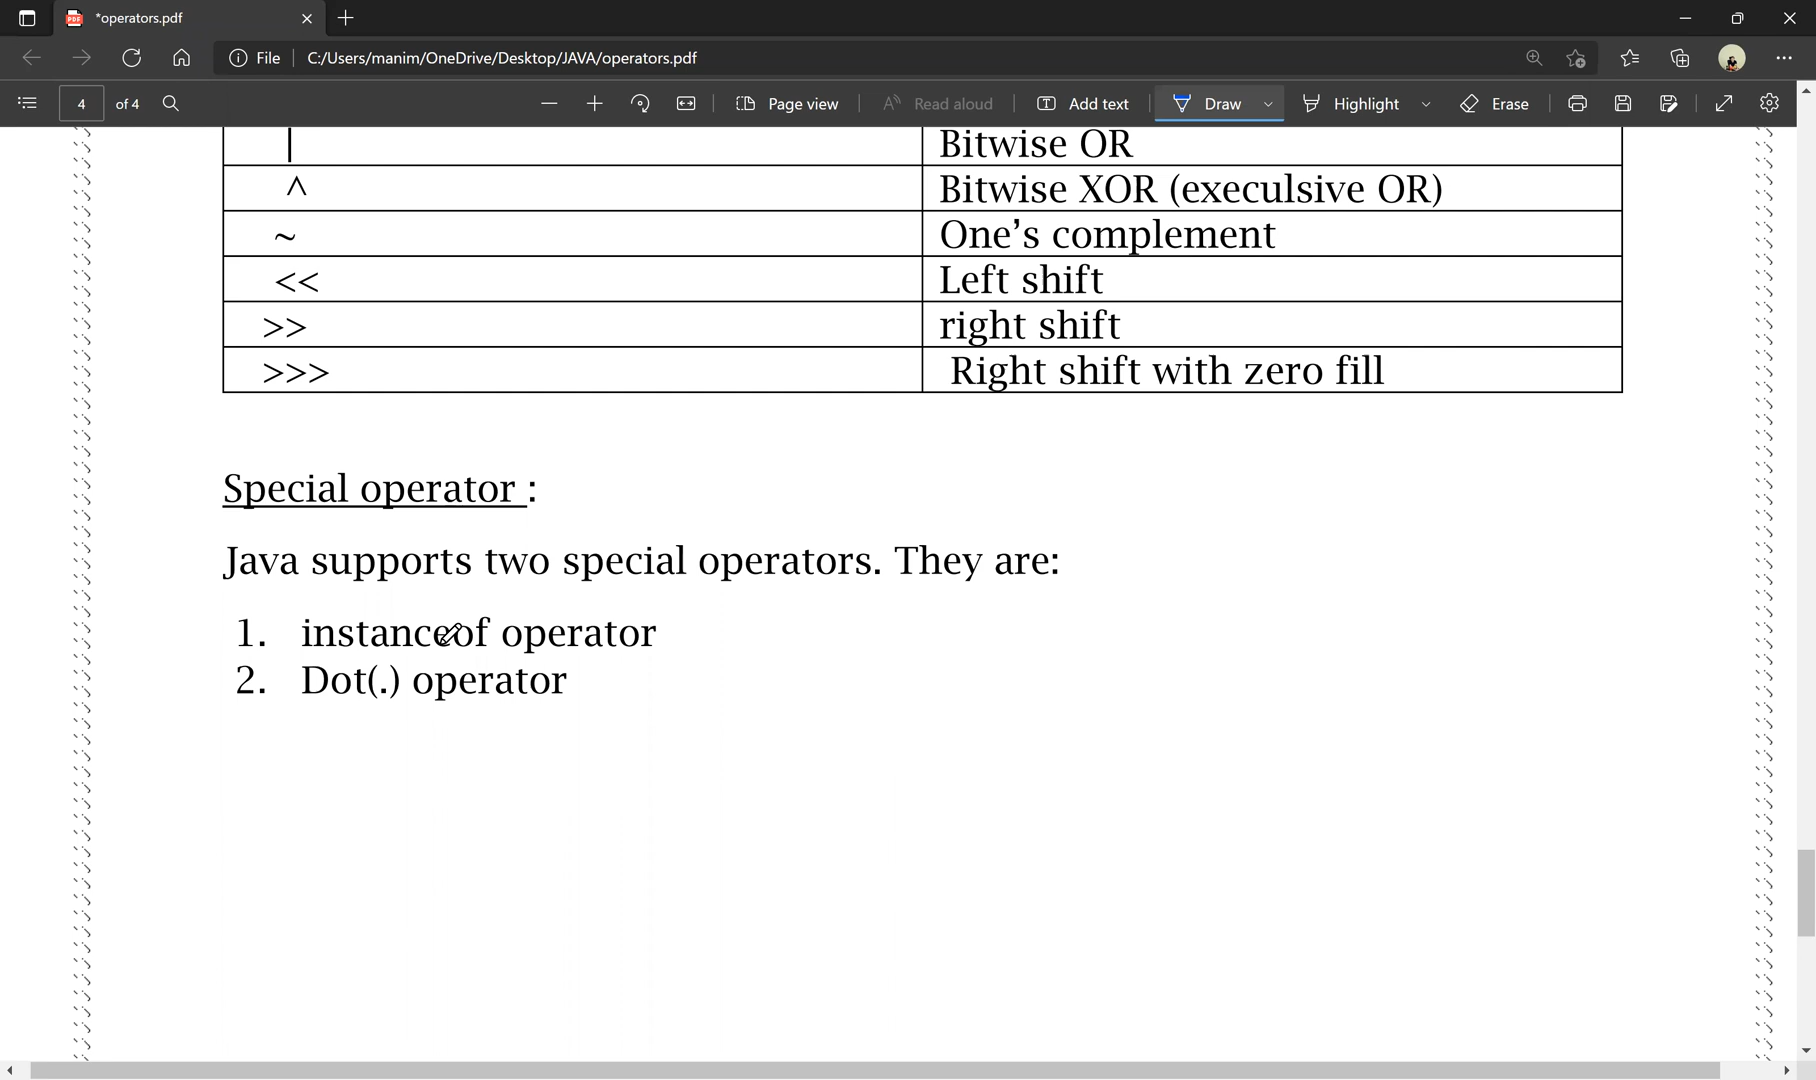 *operators.pdf
File C:/Users/manim/OneDrive/Desktop/JAVA/operators.pdf
4 of 4 Page view Read aloud Add text Draw Highlight Erase
| Bitwise OR
^ Bitwise XOR (execulsive OR)
~ One’s complement
<< Left shift
>> right shift
>>> Right shift with zero fill
Special operator :
Java supports two special operators. They are:
1. instanceof operator
2. Dot(.) operator